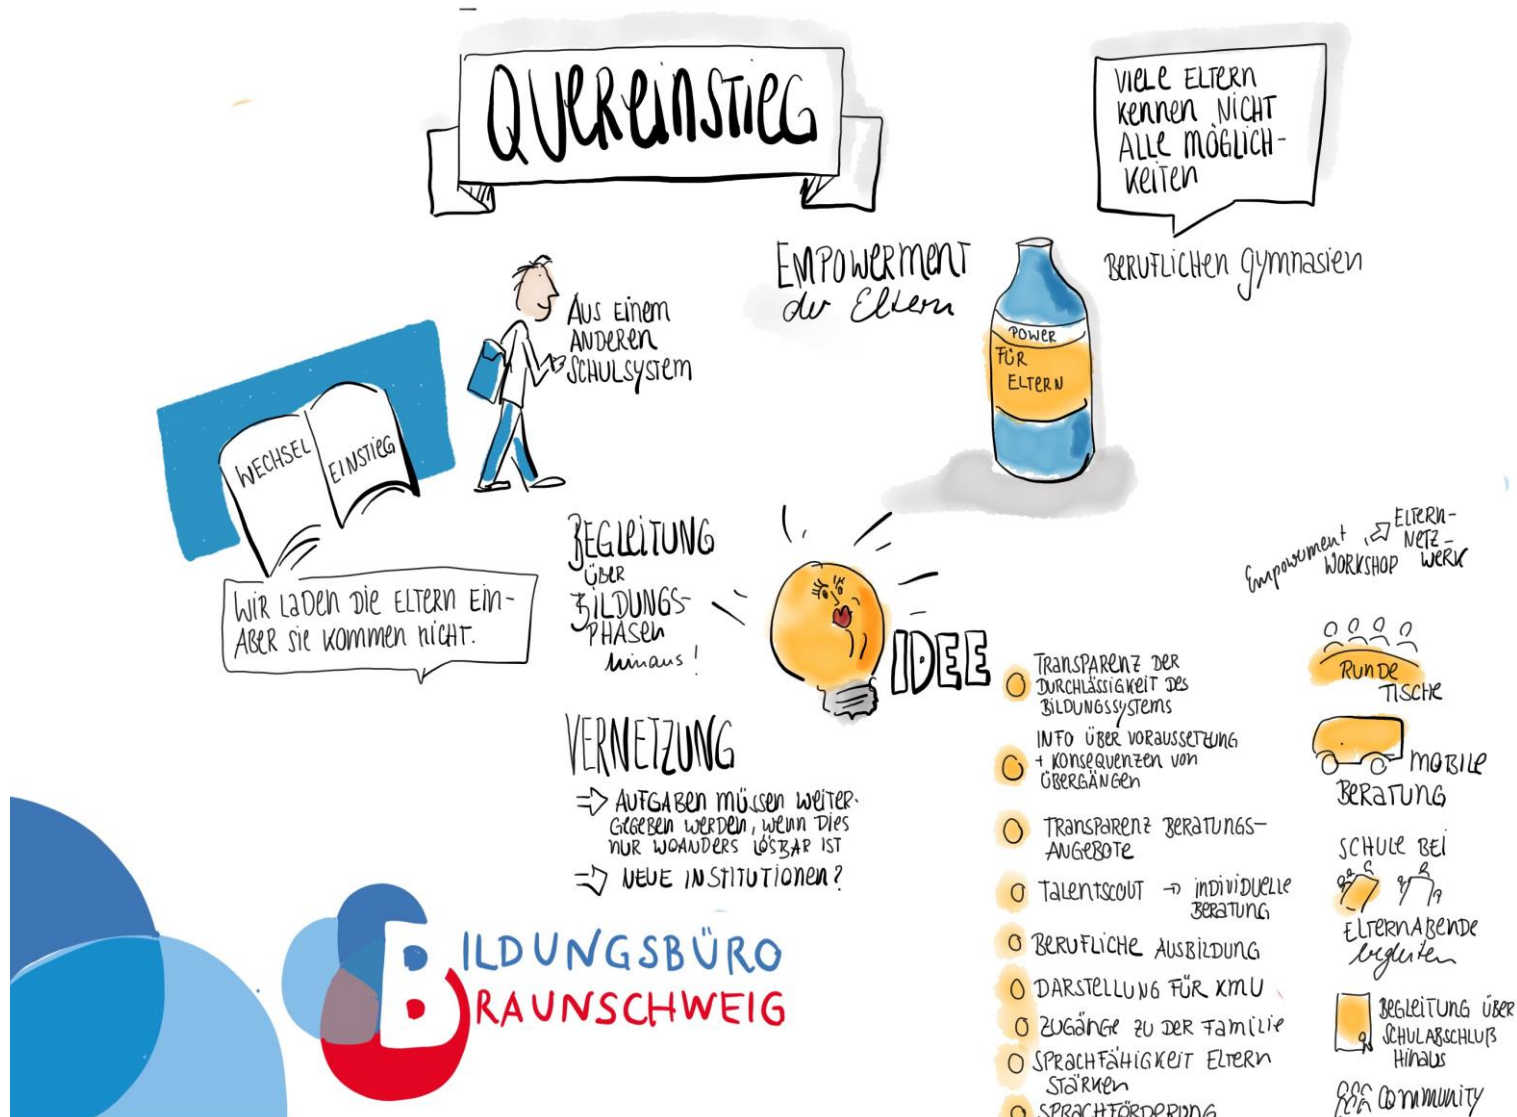 QUEREINSTIEG
VIELE ELTERN
KENNEN NICHT
ALLE MÖGLICH-
KEITEN
EMPOWERMENT
der Eltern
BERUFLICHEN GYMNASIEN
POWER
FÜR
ELTERN
AUS EINEM
ANDEREN
SCHULSYSTEM
WECHSEL
EINSTIEG
WIR LADEN DIE ELTERN EIN-
ABER SIE KOMMEN NICHT.
BEGLEITUNG
ÜBER
BILDUNGS-
PHASEN
hinaus!
IDEE
VERNETZUNG
⇒ AUFGABEN MÜSSEN WEITER-
GEGEBEN WERDEN, WENN DIES
NUR WOANDERS LÖSBAR IST
⇒ NEUE INSTITUTIONEN?
BILDUNGSBÜRO
BRAUNSCHWEIG
TRANSPARENZ DER
DURCHLÄSSIGKEIT DES
BILDUNGSSYSTEMS
INFO ÜBER VORAUSSETZUNG
+ KONSEQUENZEN VON
ÜBERGÄNGEN
TRANSPARENZ BERATUNGS-
ANGEBOTE
TALENTSCOUT → INDIVIDUELLE
BERATUNG
BERUFLICHE AUSBILDUNG
DARSTELLUNG FÜR KMU
ZUGÄNGE ZU DER FAMILIE
SPRACHFÄHIGKEIT ELTERN
STÄRKEN
SPRACHFÖRDERUNG
Empowerment
WORKSHOP
ELTERN-
NETZ-
WERK
RUNDE
TISCHE
MOBILE
BERATUNG
SCHULE BEI
ELTERNABENDE
begleiten
BEGLEITUNG ÜBER
SCHULABSCHLUß
HINAUS
COMMUNITY